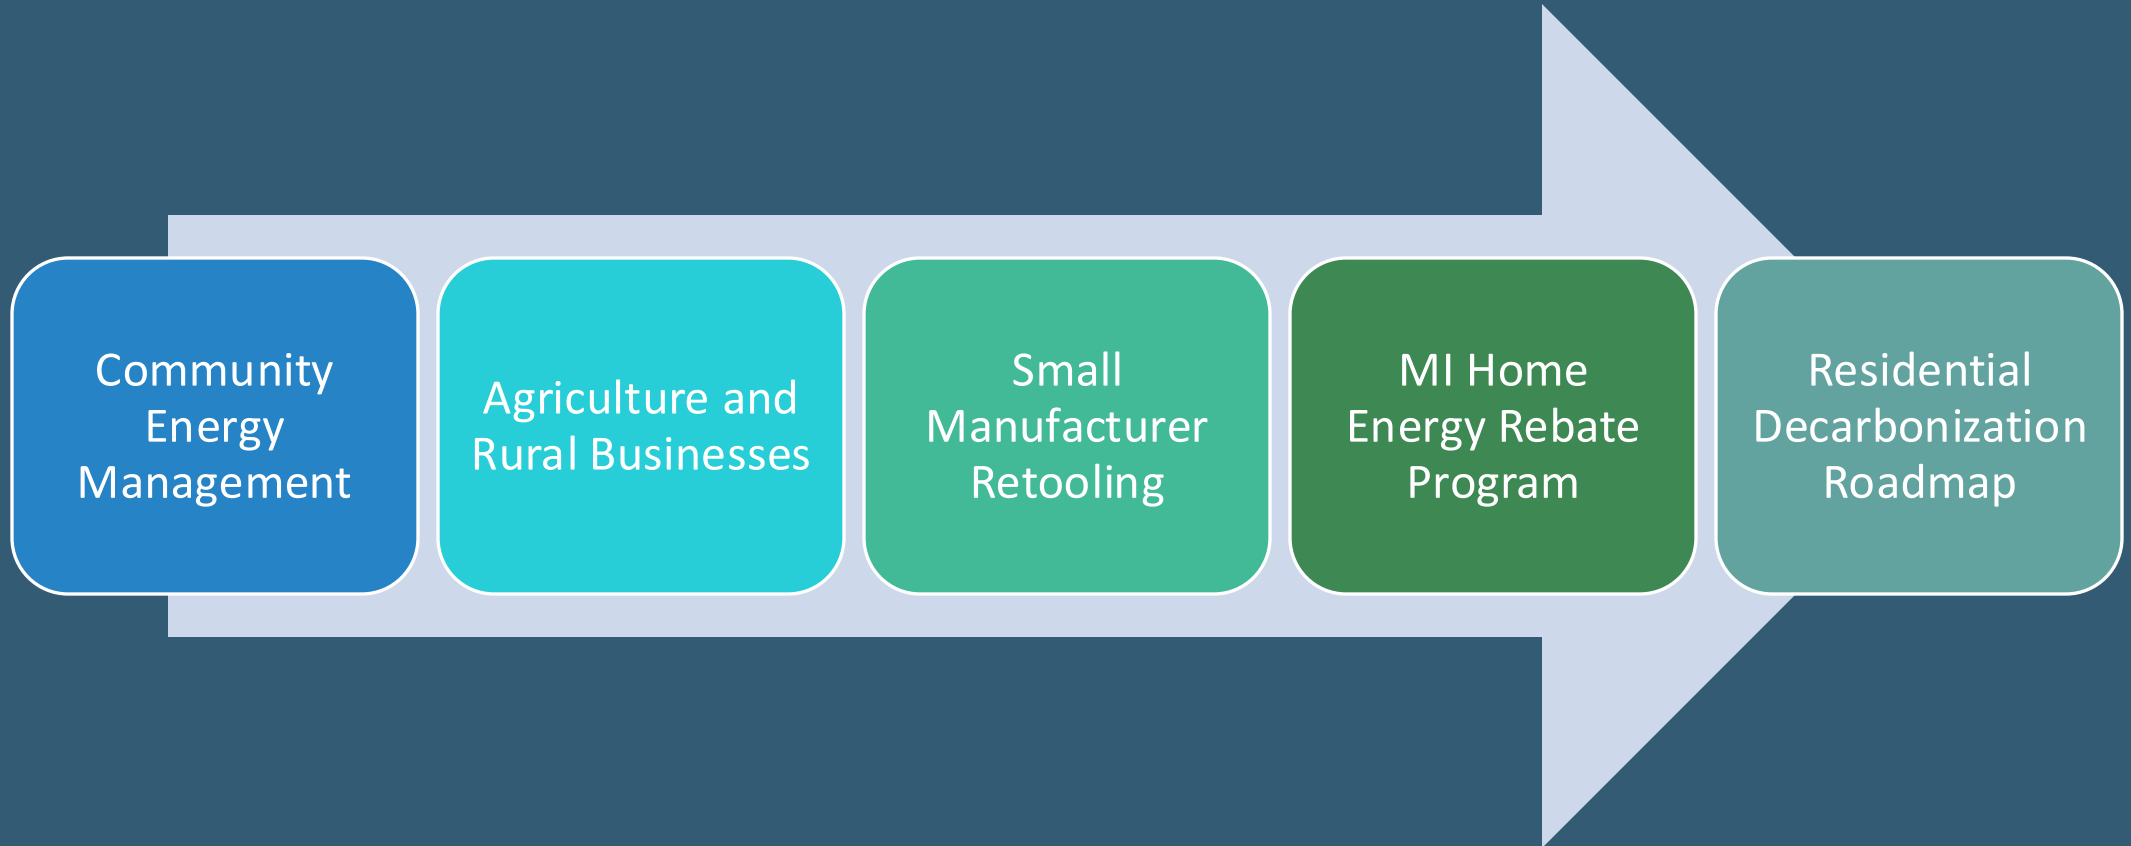 Community
Energy
Management
Agriculture and
Rural Businesses
Small
Manufacturer
Retooling
MI Home
Energy Rebate
Program
Residential
Decarbonization
Roadmap